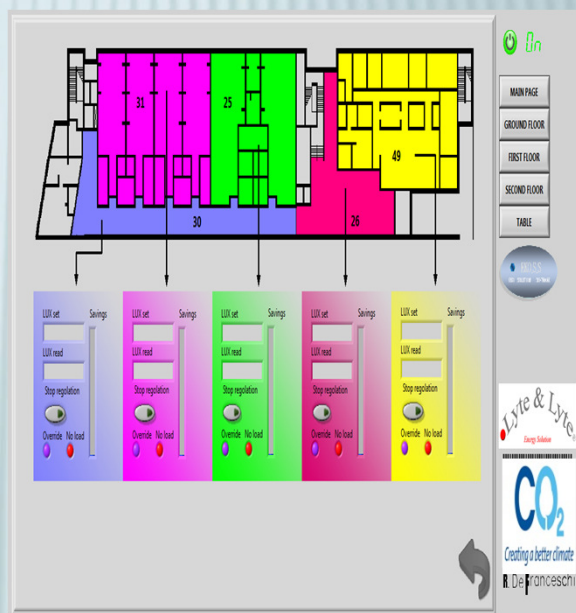 On
MAIN PAGE
GROUND FLOOR
FIRST FLOOR
SECOND FLOOR
TABLE
31
25
49
30
26
LUX set
Savings
LUX read
Stop regolation
Override No load
LUX set
Savings
LUX read
Stop regolation
Override No load
LUX set
Savings
LUX read
Stop regolation
Override No load
LUX set
Savings
LUX read
Stop regolation
Override No load
LUX set
Savings
LUX read
Stop regolation
Override No load
Lyte & Lyte
Energy Solution
CO2
Creating a better climate
R. De Franceschi